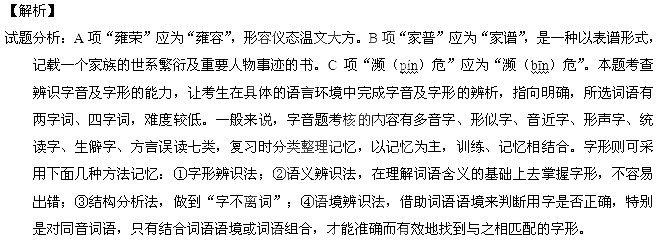 【解析】
试题分析：A 项“雍荣”应为“雍容”，形容仪态温文大方。B 项“家普”应为“家谱”，是一种以表谱形式，
记载一个家族的世系繁衍及重要人物事迹的书。C 项“濒（pín）危”应为“濒（bīn）危”。本题考查
辨识字音及字形的能力，让考生在具体的语言环境中完成字音及字形的辨析，指向明确，所选词语有
两字词、四字词，难度较低。一般来说，字音题考核的内容有多音字、形似字、音近字、形声字、统
读字、生僻字、方言误读七类，复习时分类整理记忆，以记忆为主，训练、记忆相结合。字形则可采
用下面几种方法记忆：①字形辨识法；②语义辨识法，在理解词语含义的基础上去掌握字形，不容易
出错；③结构分析法，做到“字不离词”；④语境辨识法，借助词语语境来判断用字是否正确，特别
是对同音词语，只有结合词语语境或词语组合，才能准确而有效地找到与之相匹配的字形。